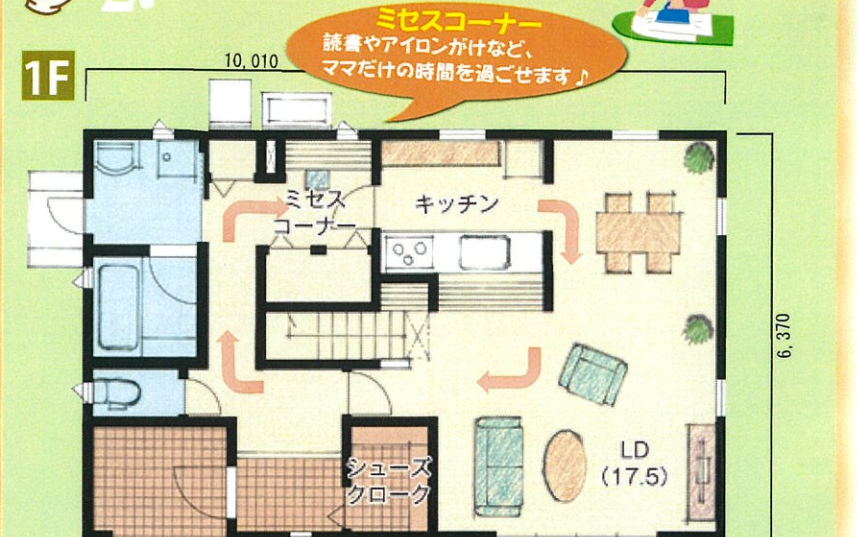 ミセスコーナー
読書やアイロンがけなど、
ママだけの時間を過ごせます♪
1F
10,010
ミセス
コーナー
キッチン
6,370
LD
(17.5)
シューズ
クローク